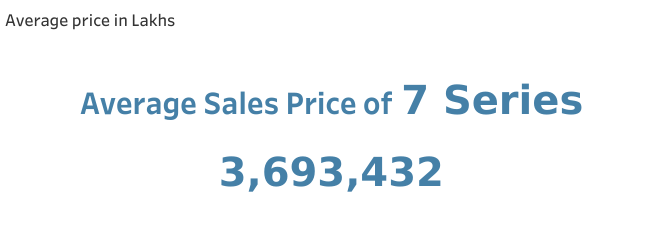 Average price in Lakhs
Average Sales Price of 7 Series
3,693,432